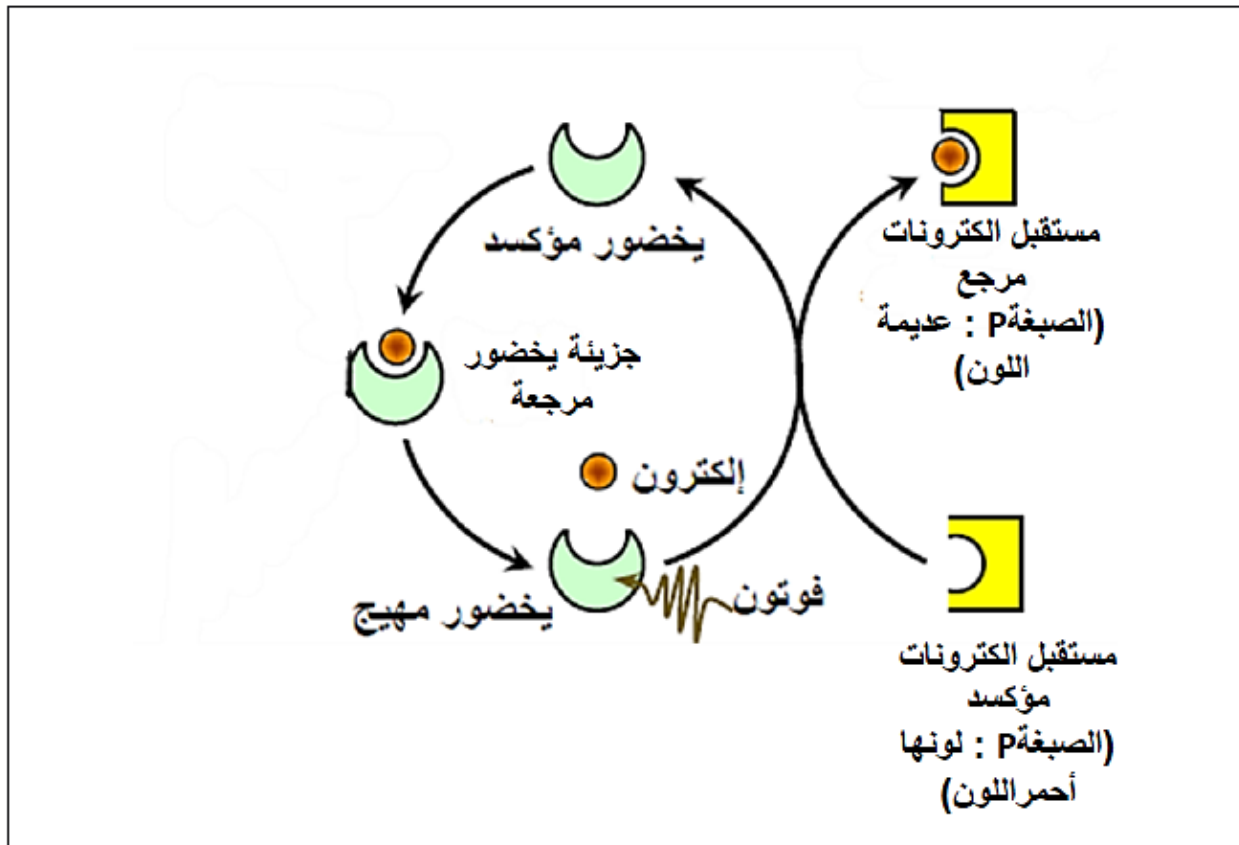 يخضور مؤكسد
مستقبل الكترونات
مرجع
(الصبغةP : عديمة
اللون)
جزيئة يخضور
مرجعة
إلكترون
فوتون
يخضور مهيج
مستقبل الكترونات
مؤكسد
(الصبغةP : لونها
أحمراللون)